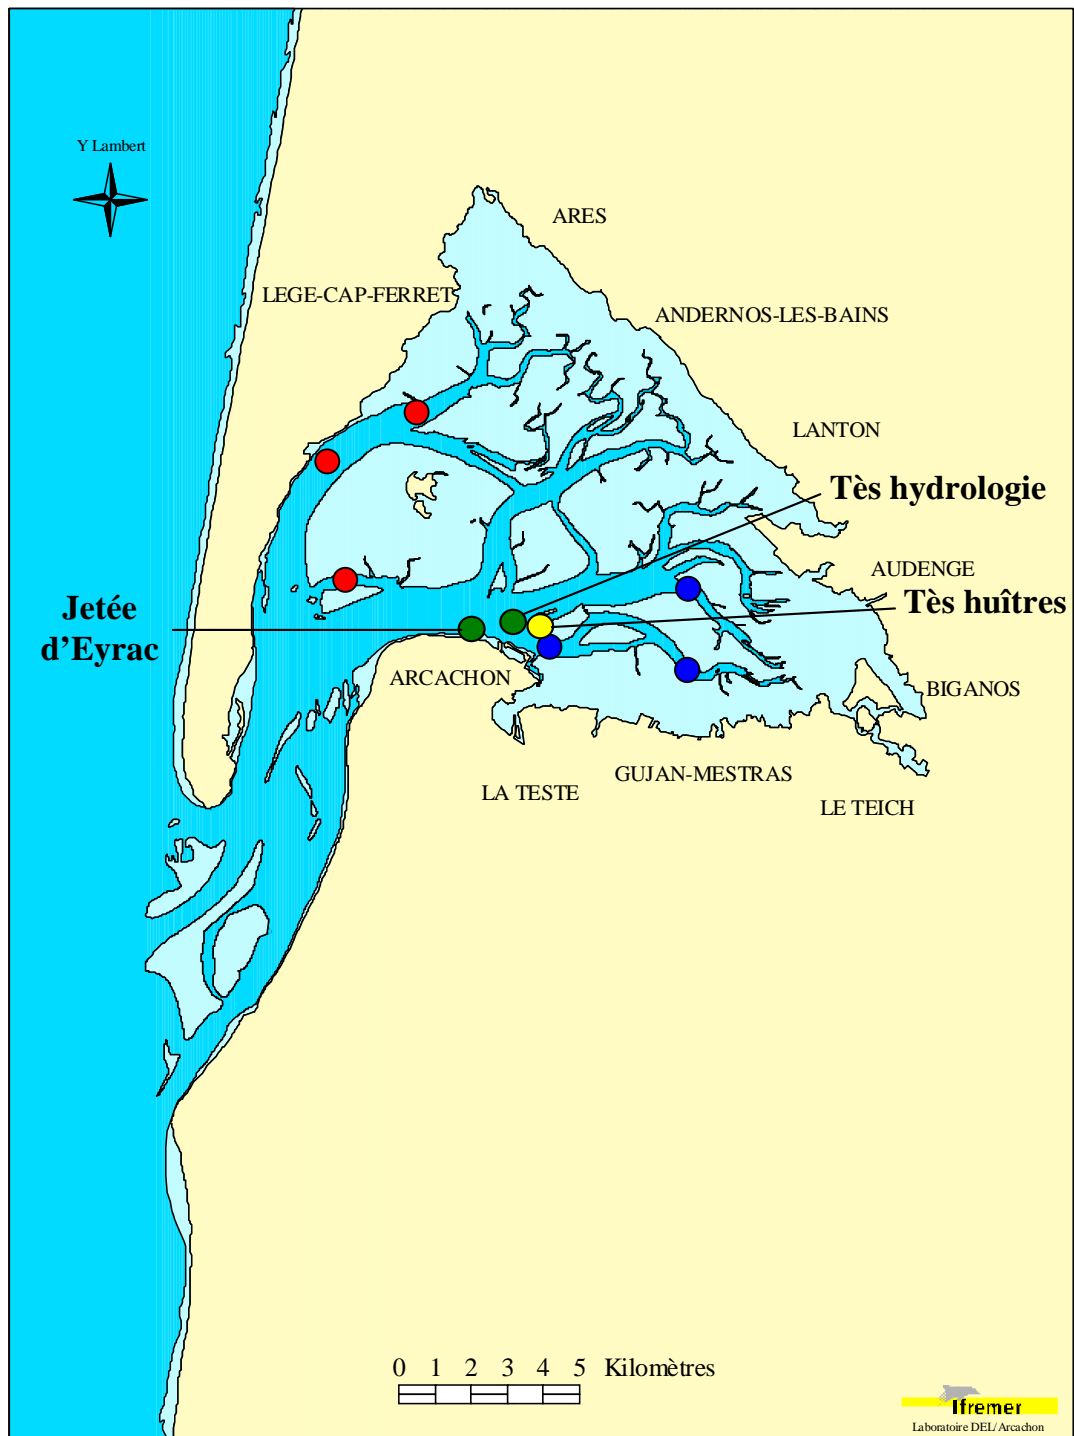 Y Lambert
ARES
LEGE-CAP-FERRET
ANDERNOS-LES-BAINS
LANTON
Tès hydrologie
AUDENGE
Tès huîtres
Jetée
d'Eyrac
ARCACHON
BIGANOS
GUJAN-MESTRAS
LA TESTE
LE TEICH
0 1 2 3 4 5 Kilomètres
Ifremer
Laboratoire DEL/Arcachon